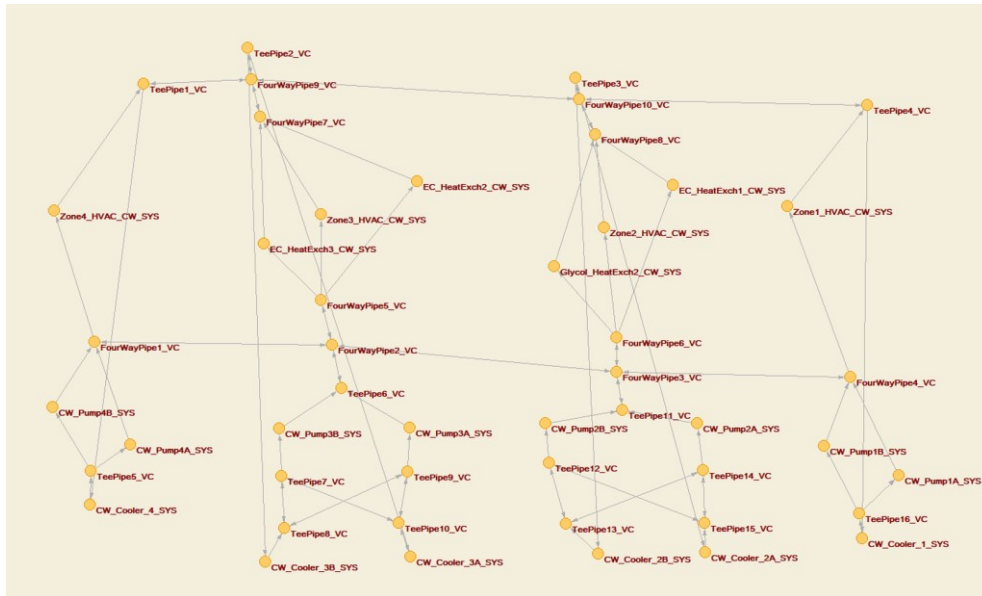 TeePipe2_VC
TeePipe3_VC
TeePipe1_VC
FourWayPipe9_VC
FourWayPipe10_VC
TeePipe4_VC
FourWayPipe7_VC
FourWayPipe8_VC
EC_HeatExch2_CW_SYS
EC_HeatExch1_CW_SYS
Zone4_HVAC_CW_SYS
Zone3_HVAC_CW_SYS
Zone1_HVAC_CW_SYS
Zone2_HVAC_CW_SYS
EC_HeatExch3_CW_SYS
Glycol_HeatExch2_CW_SYS
FourWayPipe5_VC
FourWayPipe6_VC
FourWayPipe1_VC
FourWayPipe2_VC
FourWayPipe3_VC
FourWayPipe4_VC
TeePipe6_VC
CW_Pump4B_SYS
TeePipe11_VC
CW_Pump3B_SYS
CW_Pump3A_SYS
CW_Pump2B_SYS
CW_Pump2A_SYS
CW_Pump4A_SYS
CW_Pump1B_SYS
TeePipe5_VC
TeePipe7_VC
TeePipe9_VC
TeePipe12_VC
TeePipe14_VC
CW_Pump1A_SYS
CW_Cooler_4_SYS
TeePipe16_VC
TeePipe8_VC
TeePipe10_VC
TeePipe13_VC
TeePipe15_VC
CW_Cooler_1_SYS
CW_Cooler_3B_SYS
CW_Cooler_3A_SYS
CW_Cooler_2B_SYS
CW_Cooler_2A_SYS